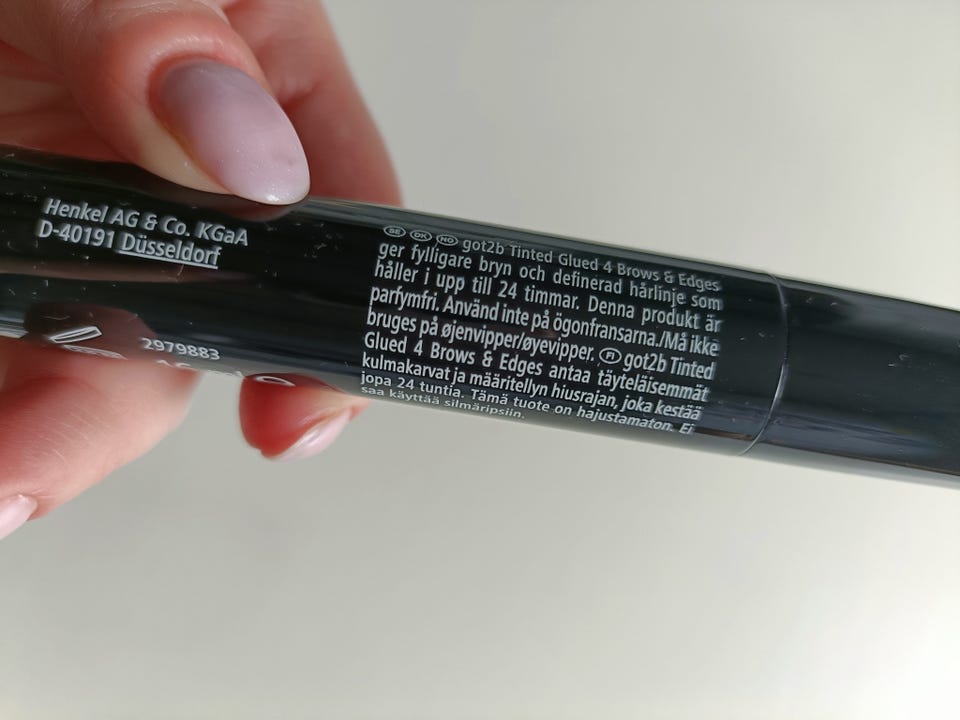 Henkel AG & Co. KGaA
D-40191 Düsseldorf
2979883
SE DK NO got2b Tinted Glued 4 Brows & Edges
ger fylligare bryn och definerad hårlinje som
håller i upp till 24 timmar. Denna produkt är
parfymfri. Använd inte på ögonfransarna./Må ikke
bruges på øjenvipper/øyevipper. FI got2b Tinted
Glued 4 Brows & Edges antaa täyteläisemmät
kulmakarvat ja määritellyn hiusrajan, joka kestää
jopa 24 tuntia. Tämä tuote on hajustamaton. Ei
saa käyttää silmäripsiin.